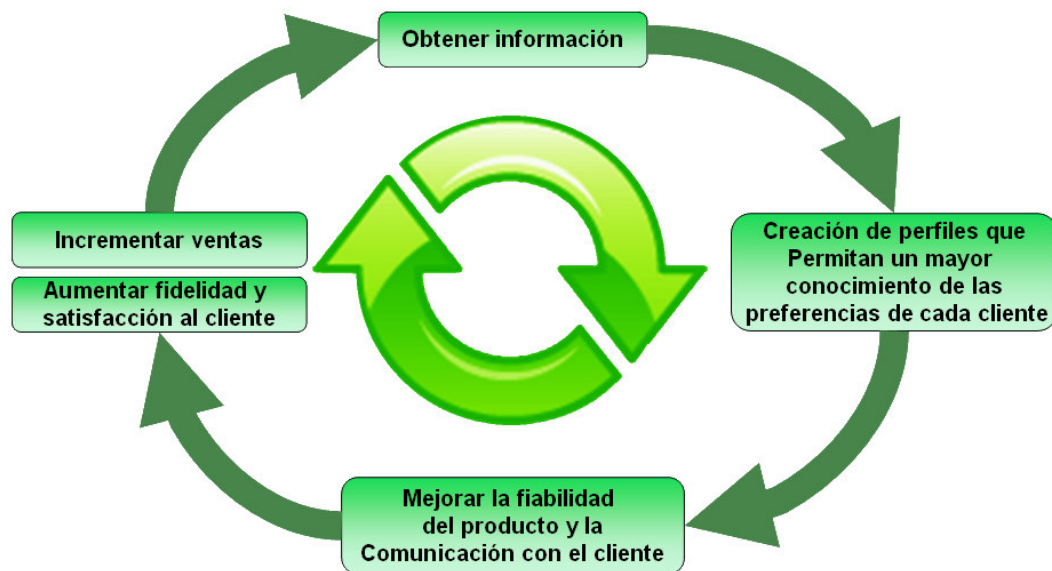 Obtener información
Creación de perfiles que
Permitan un mayor
conocimiento de las
preferencias de cada cliente
Mejorar la fiabilidad
del producto y la
Comunicación con el cliente
Incrementar ventas
Aumentar fidelidad y
satisfacción al cliente